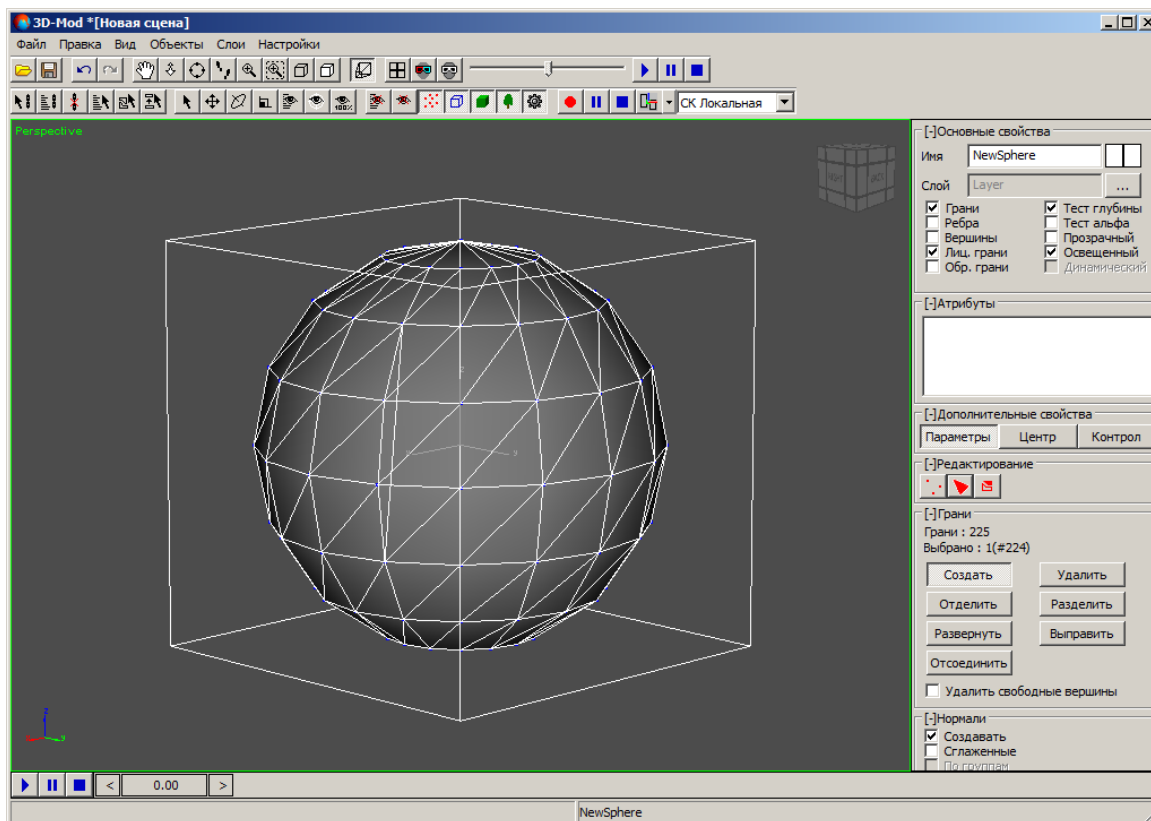 3D-Mod *[Новая сцена]
Файл Правка Вид Объекты Слои Настройки
100%
СК Локальная
Perspective
[-]Основные свойства
Имя NewSphere
Слой Layer ...
Грани Тест глубины
Ребра Тест альфа
Вершины Прозрачный
Лиц. грани Освещенный
Обр. грани Динамический
[-]Атрибуты
[-]Дополнительные свойства
Параметры Центр Контрол
[-]Редактирование
[-]Грани
Грани : 225
Выбрано : 1(#224)
Создать Удалить
Отделить Разделить
Развернуть Выправить
Отсоединить
Удалить свободные вершины
[-]Нормали
Создавать
Сглаженные
По группам
z
y
z
y
< 0.00 >
NewSphere